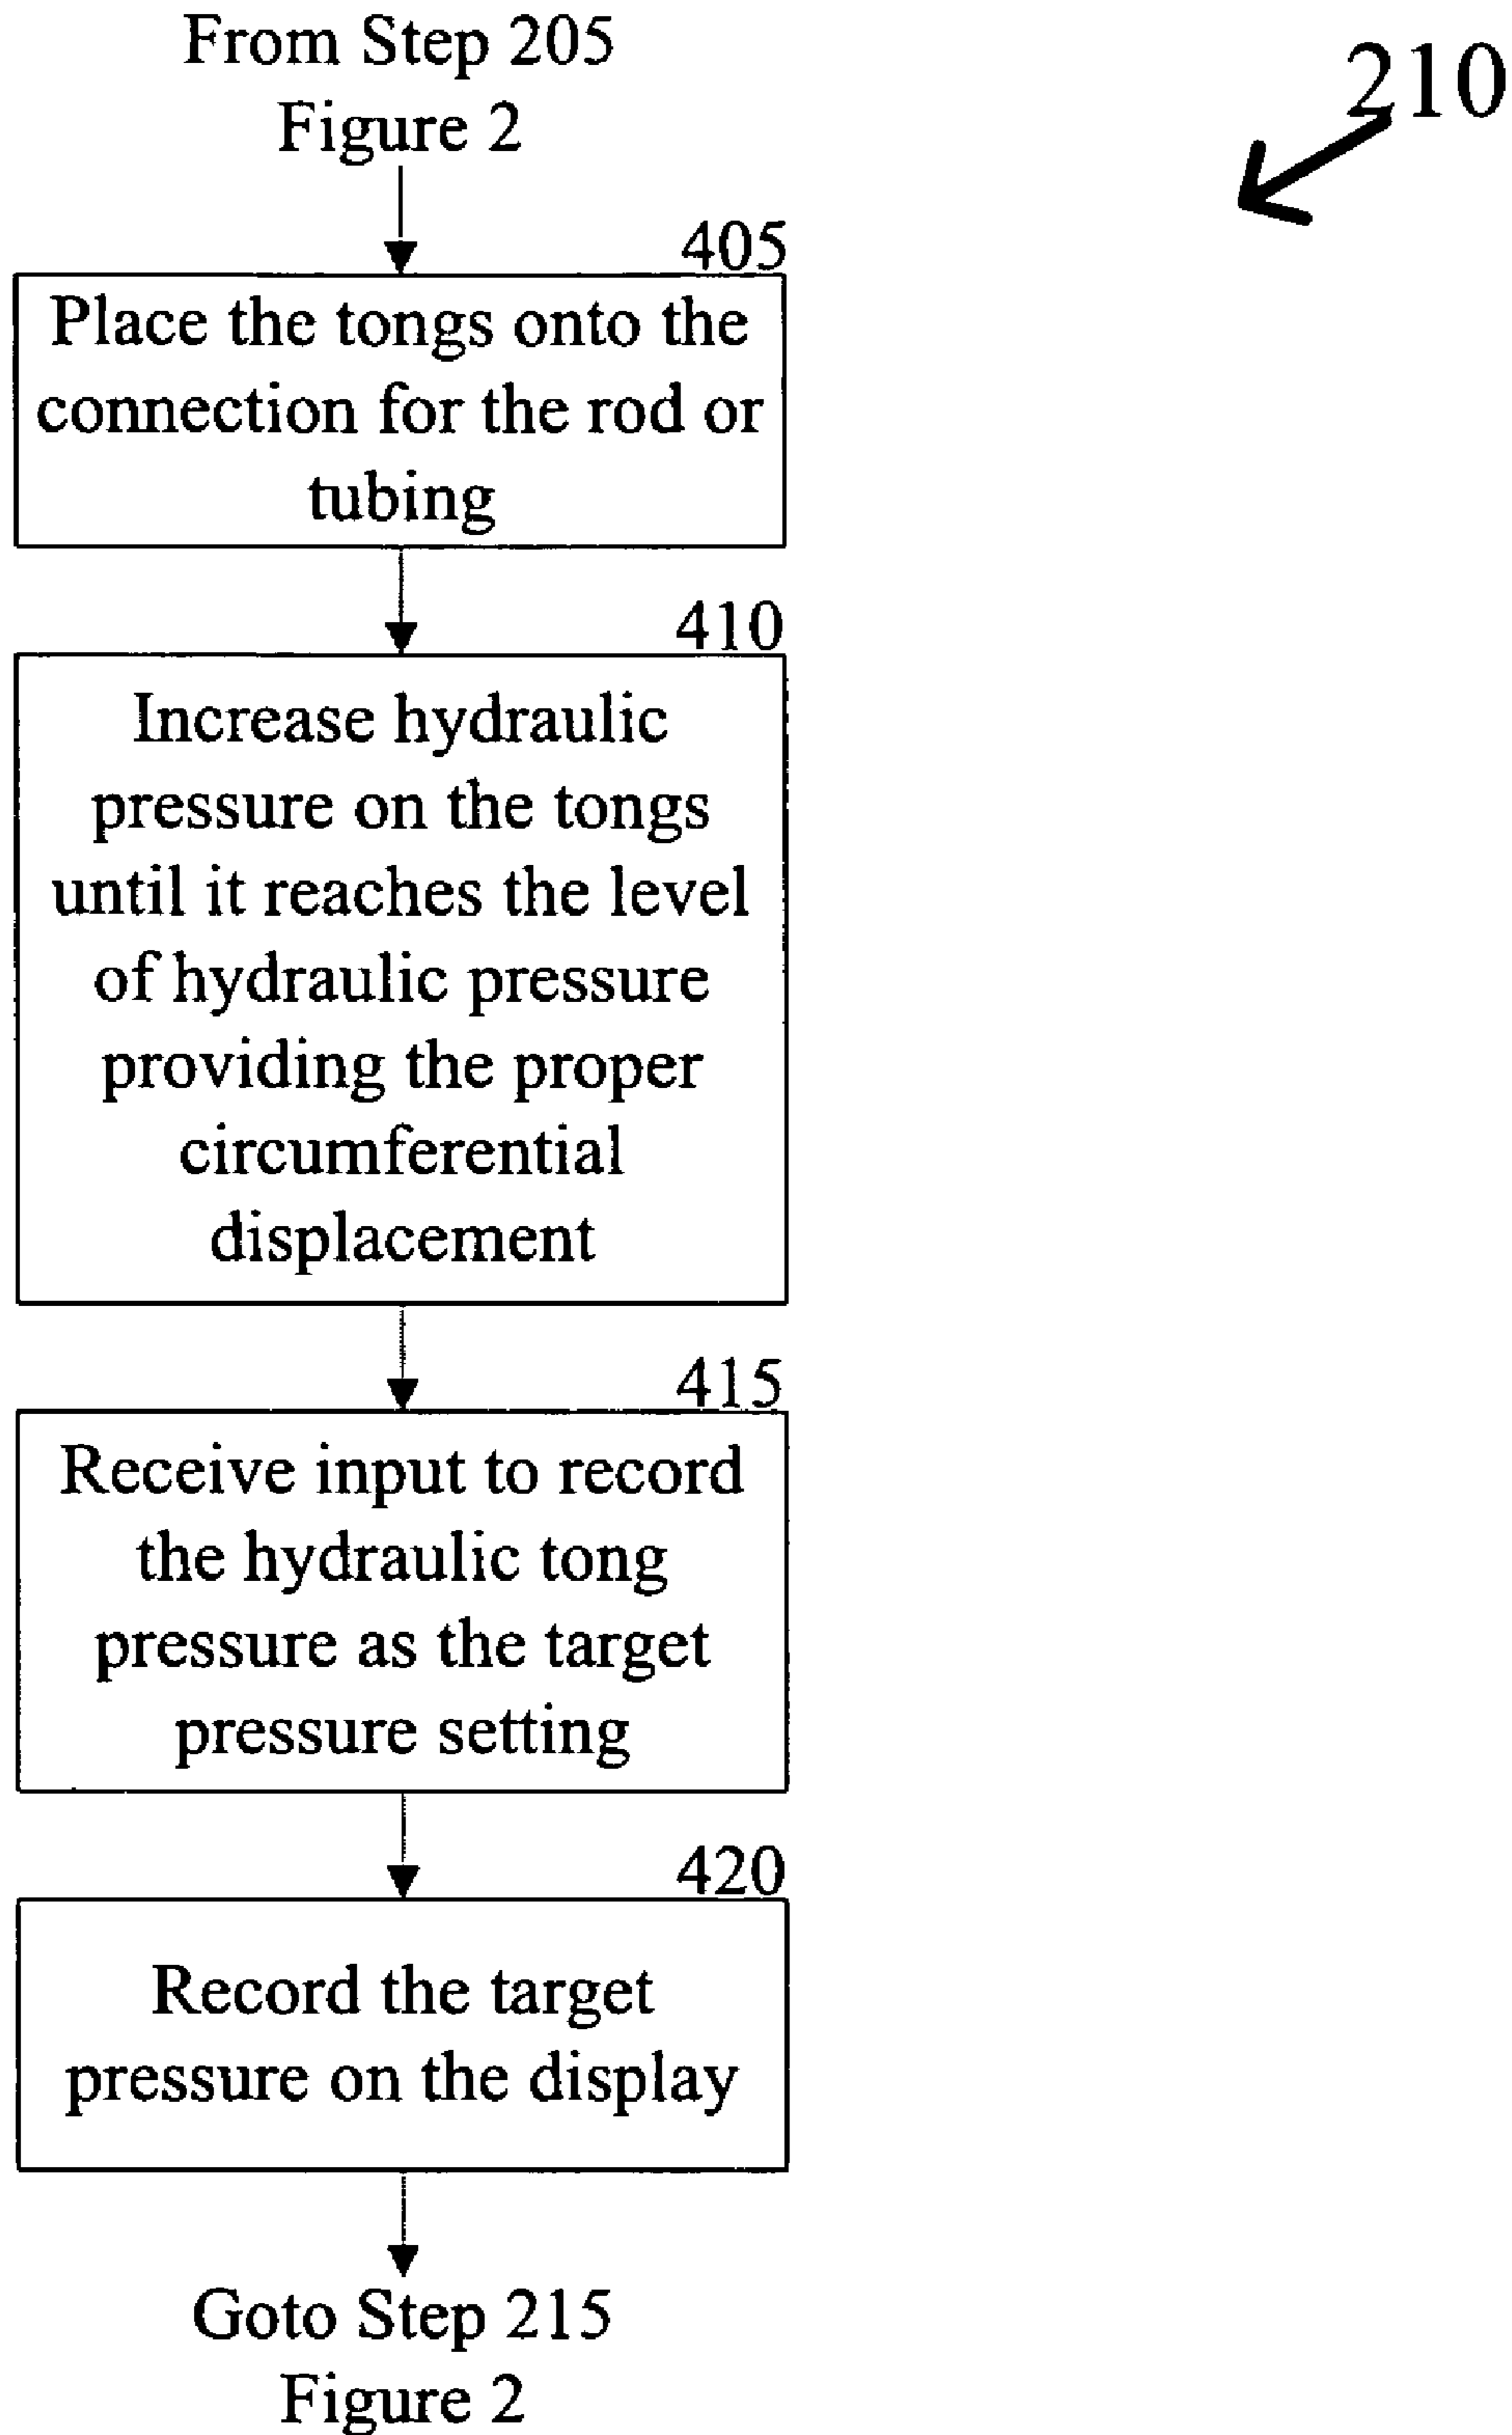 From Step 205
Figure 2
210
405
Place the tongs onto the
connection for the rod or
tubing
410
Increase hydraulic
pressure on the tongs
until it reaches the level
of hydraulic pressure
providing the proper
circumferential
displacement
415
Receive input to record
the hydraulic tong
pressure as the target
pressure setting
420
Record the target
pressure on the display
Goto Step 215
Figure 2